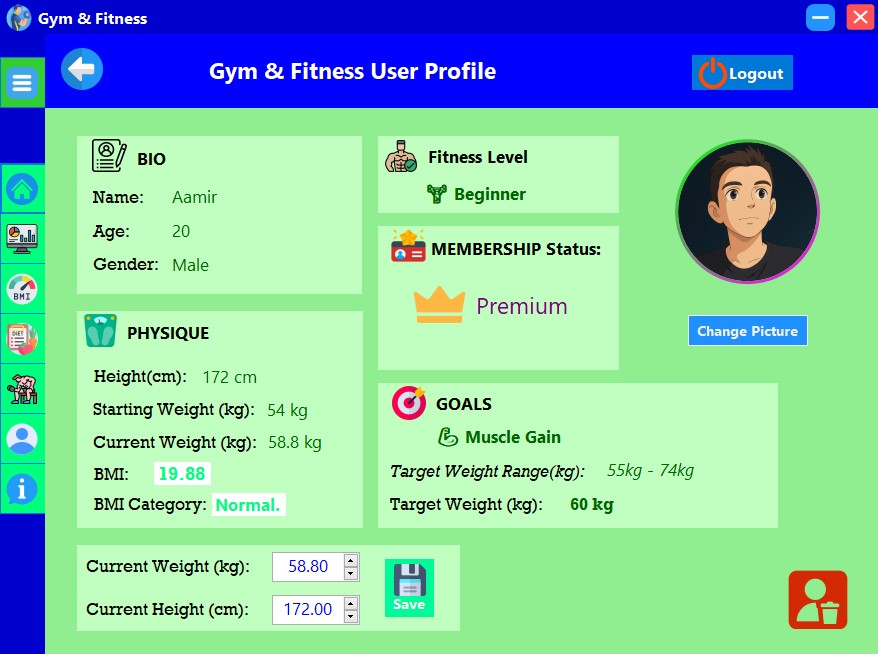 Gym & Fitness
Gym & Fitness User Profile
Logout
BIO
Name: Aamir
Age: 20
Gender: Male
Fitness Level
Beginner
MEMBERSHIP Status:
Premium
Change Picture
BMI
DIET
PHYSIQUE
Height(cm): 172 cm
Starting Weight (kg): 54 kg
Current Weight (kg): 58.8 kg
BMI: 19.88
BMI Category: Normal.
GOALS
Muscle Gain
Target Weight Range(kg): 55kg - 74kg
Target Weight (kg): 60 kg
Current Weight (kg): 58.80
Current Height (cm): 172.00
Save